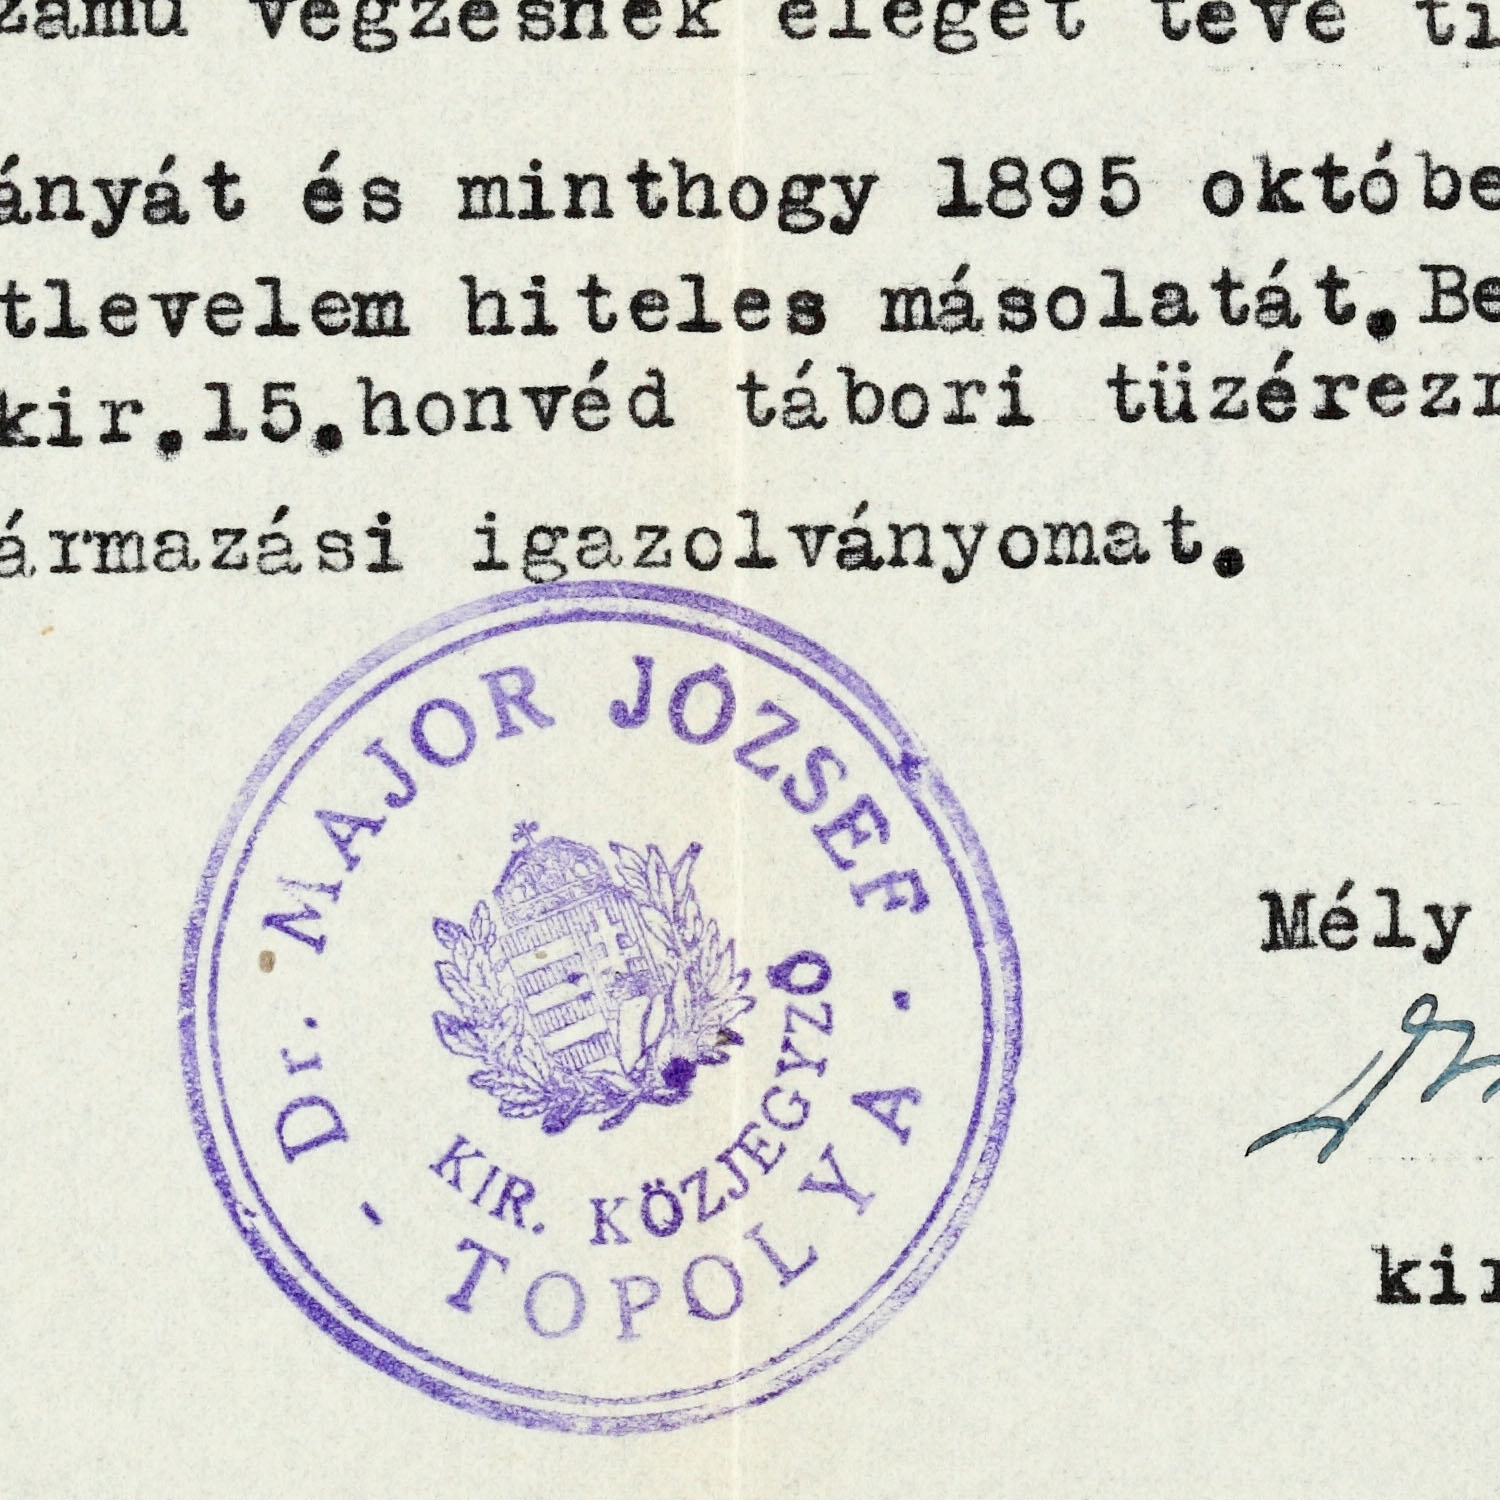 zámú végzésnek eleget téve ti
ányát és minthogy 1895 októbe
tlevelem hiteles másolatát.Be
kir.15.honvéd tábori tüzérezr
ármazási igazolványomat.
Dr. MAJOR JÓZSEF
KIR. KÖZJEGYZŐ
TOPOLYA
Mély
kir